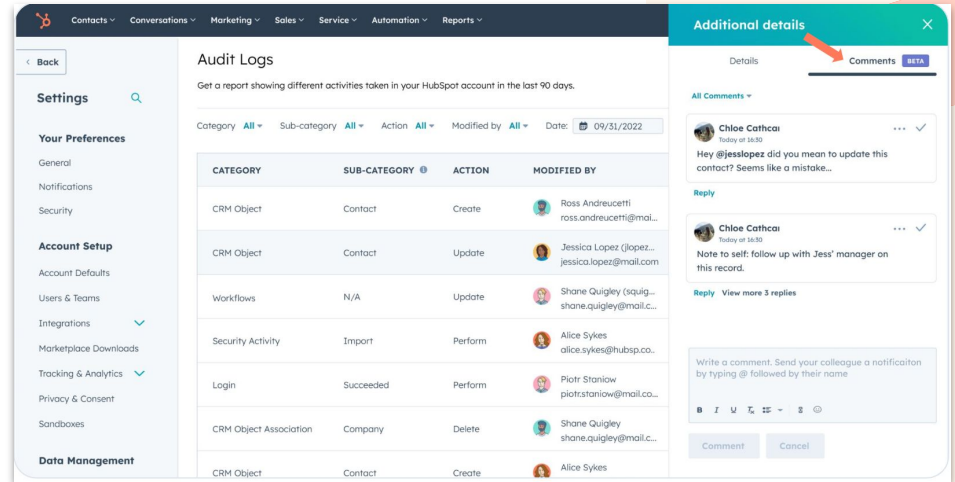 Contacts Conversations Marketing Sales Service Automation Reports
Back
Settings
Your Preferences
General
Notifications
Security
Account Setup
Account Defaults
Users & Teams
Integrations
Marketplace Downloads
Tracking & Analytics
Privacy & Consent
Sandboxes
Data Management
Audit Logs
Get a report showing different activities taken in your HubSpot account in the last 90 days.
Category All Sub-category All Action All Modified by All Date: 09/31/2022
CATEGORY SUB-CATEGORY ACTION MODIFIED BY
CRM Object Contact Create Ross Andreucetti
ross.andreucetti@mai...
CRM Object Contact Update Jessica Lopez (jlopez...
jessica.lopez@mail.com
Workflows N/A Update Shane Quigley (squig...
shane.quigley@mail.c...
Security Activity Import Perform Alice Sykes
alice.sykes@hubsp.co..
Login Succeeded Perform Piotr Staniow
piotr.staniow@mail.co...
CRM Object Association Company Delete Shane Quigley
shane.quigley@mail.c...
CRM Object Contact Create Alice Sykes
Additional details
Details Comments BETA
All Comments
Chloe Cathcar
Today at 16:30
Hey @jesslopez did you mean to update this
contact? Seems like a mistake...
Reply
Chloe Cathcar
Today at 16:30
Note to self: follow up with Jess' manager on
this record.
Reply View more 3 replies
Write a comment. Send your colleague a notificaiton
by typing @ followed by their name
B I U Tx
Comment Cancel